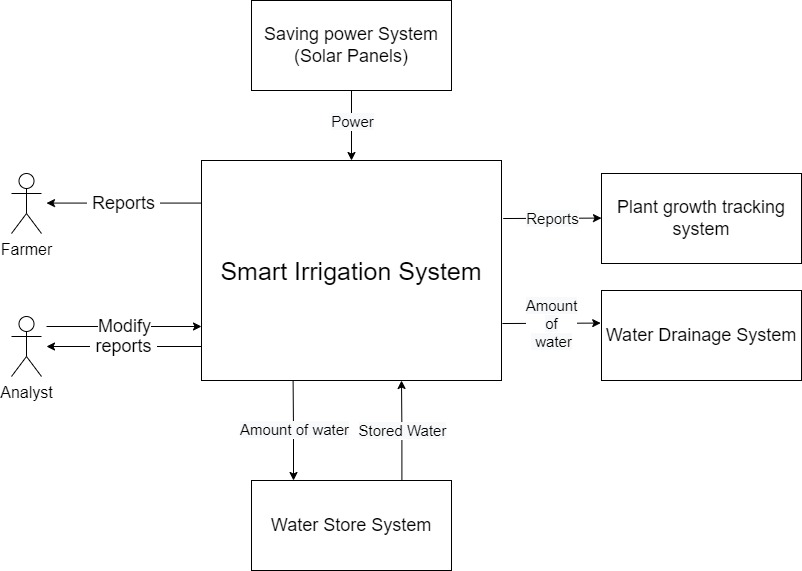 Saving power System
(Solar Panels)
Power
Reports
Farmer
Smart Irrigation System
Reports
Plant growth tracking
system
Modify
reports
Analyst
Amount
of
water
Water Drainage System
Amount of water
Stored Water
Water Store System